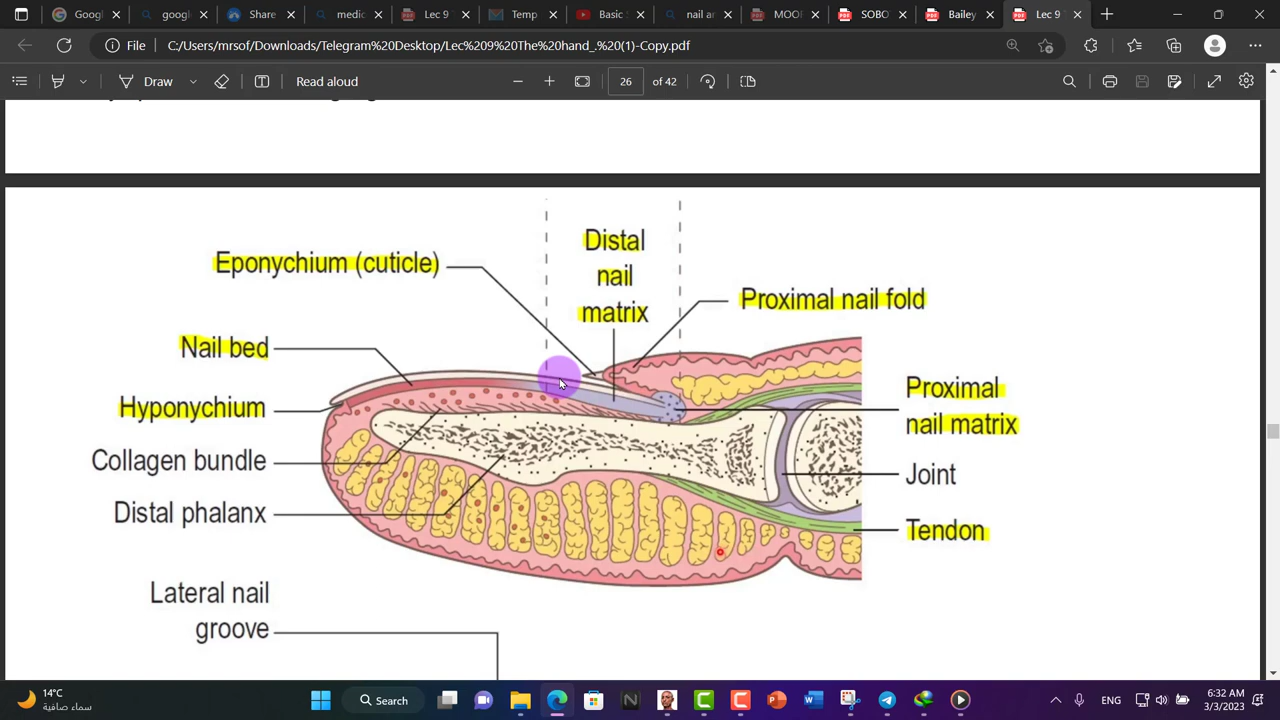 Googl
google
Share
medic
Lec 9
Temp
Basic S
nail ar
MOOR
SOBO
Bailey
Lec 9
File
C:/Users/mrsof/Downloads/Telegram%20Desktop/Lec%209%20The%20hand_.%20(1)-Copy.pdf
Draw
Read aloud
26
of 42
Eponychium (cuticle)
Distal
nail
matrix
Proximal nail fold
Nail bed
Hyponychium
Proximal
nail matrix
Collagen bundle
Joint
Distal phalanx
Tendon
Lateral nail
groove
14°C
سماء صافية
Search
ENG
6:32 AM
3/3/2023